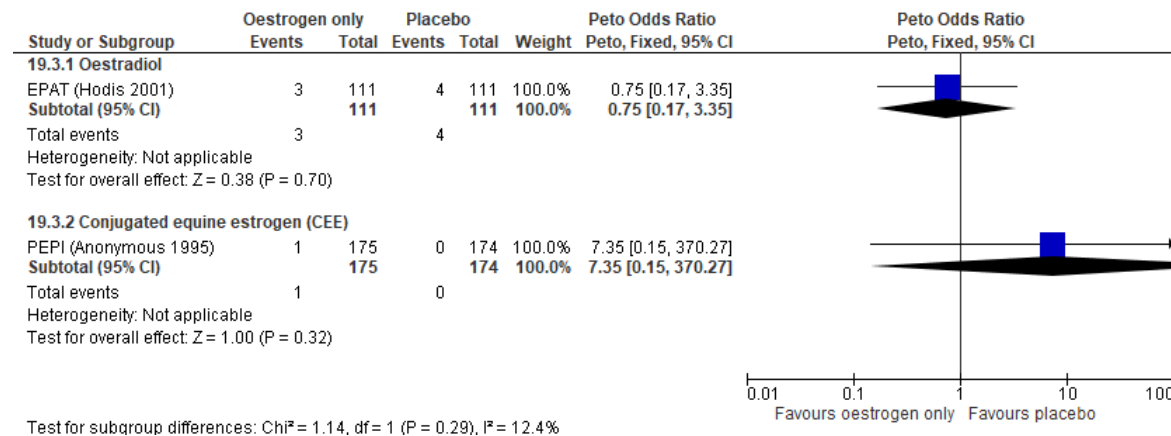 Oestrogen only Placebo Peto Odds Ratio Peto Odds Ratio
Study or Subgroup Events Total Events Total Weight Peto, Fixed, 95% CI Peto, Fixed, 95% CI
19.3.1 Oestradiol
EPAT (Hodis 2001) 3 111 4 111 100.0% 0.75 [0.17, 3.35]
Subtotal (95% CI) 111 111 100.0% 0.75 [0.17, 3.35]
Total events 3 4
Heterogeneity: Not applicable
Test for overall effect: Z = 0.38 (P = 0.70)
19.3.2 Conjugated equine estrogen (CEE)
PEPI (Anonymous 1995) 1 175 0 174 100.0% 7.35 [0.15, 370.27]
Subtotal (95% CI) 175 174 100.0% 7.35 [0.15, 370.27]
Total events 1 0
Heterogeneity: Not applicable
Test for overall effect: Z = 1.00 (P = 0.32)
0.01 0.1 1 10 100
Favours oestrogen only Favours placebo
Test for subgroup differences: Chi² = 1.14, df = 1 (P = 0.29), I² = 12.4%